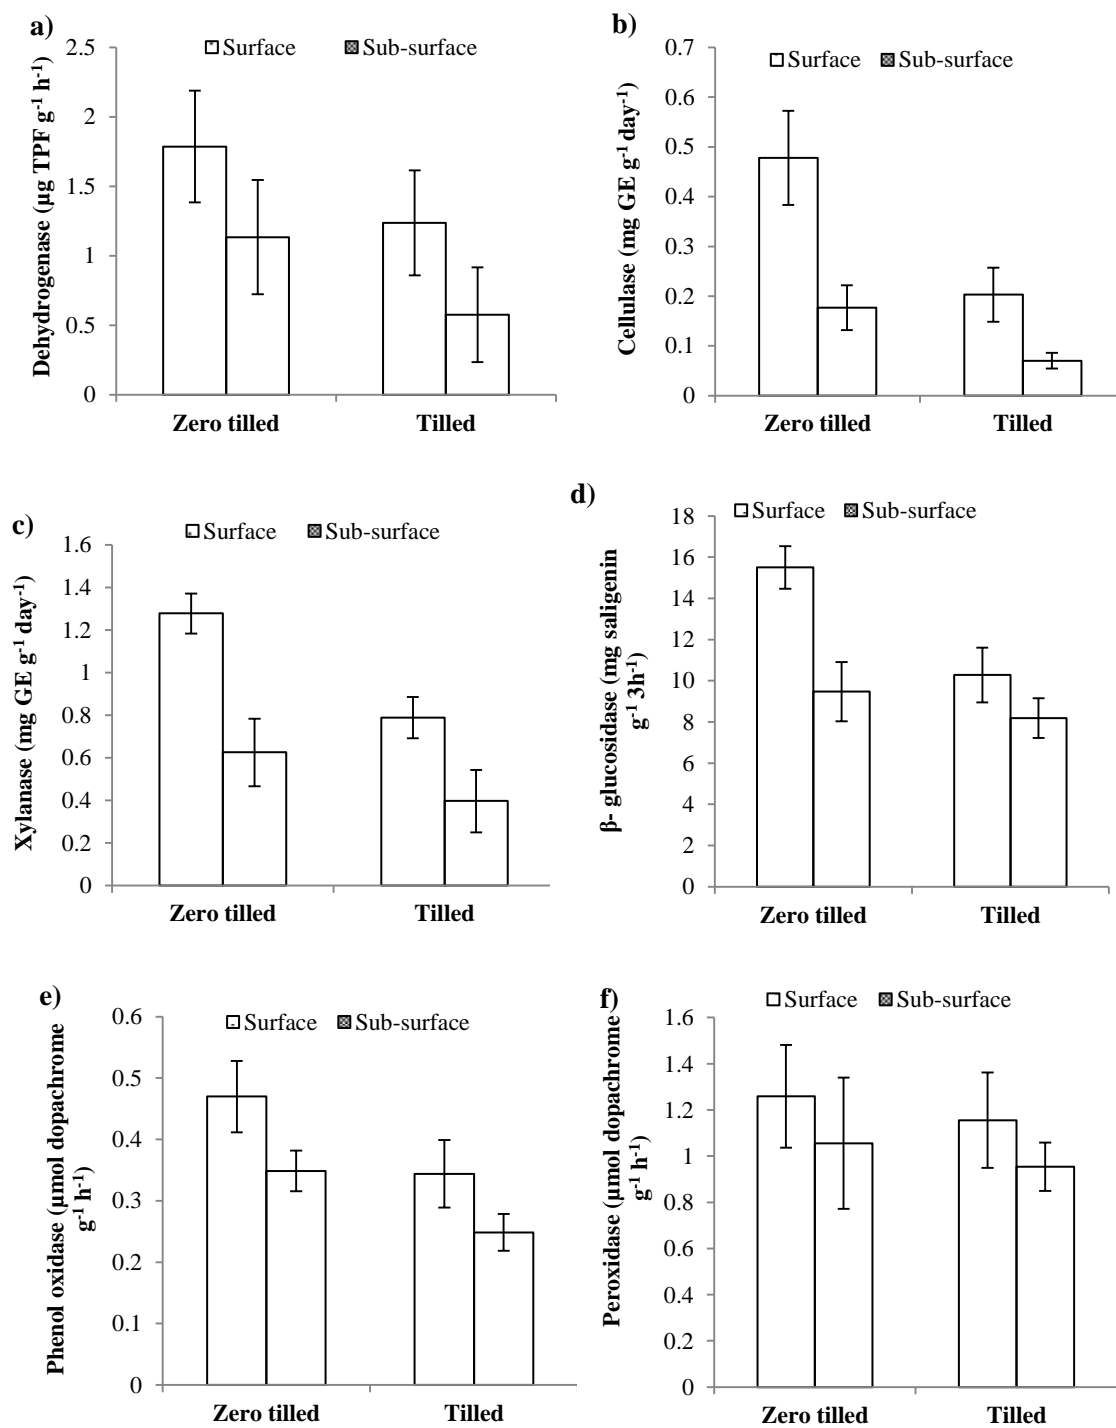 a)
Surface Sub-surface
Dehydrogenase (µg TPF g⁻¹ h⁻¹)
2.5
2
1.5
1
0.5
0
Zero tilled Tilled
b)
Surface Sub-surface
Cellulase (mg GE g⁻¹ day⁻¹)
0.7
0.6
0.5
0.4
0.3
0.2
0.1
0
Zero tilled Tilled
c)
Surface Sub-surface
Xylanase (mg GE g⁻¹ day⁻¹)
1.6
1.4
1.2
1
0.8
0.6
0.4
0.2
0
Zero tilled Tilled
d)
Surface Sub-surface
β- glucosidase (mg saligenin
g⁻¹ 3h⁻¹)
18
16
14
12
10
8
6
4
2
0
Zero tilled Tilled
e)
Surface Sub-surface
Phenol oxidase (µmol dopachrome
g⁻¹ h⁻¹)
0.6
0.5
0.4
0.3
0.2
0.1
0
Zero tilled Tilled
f)
Surface Sub-surface
Peroxidase (µmol dopachrome
g⁻¹ h⁻¹)
1.6
1.4
1.2
1
0.8
0.6
0.4
0.2
0
Zero tilled Tilled